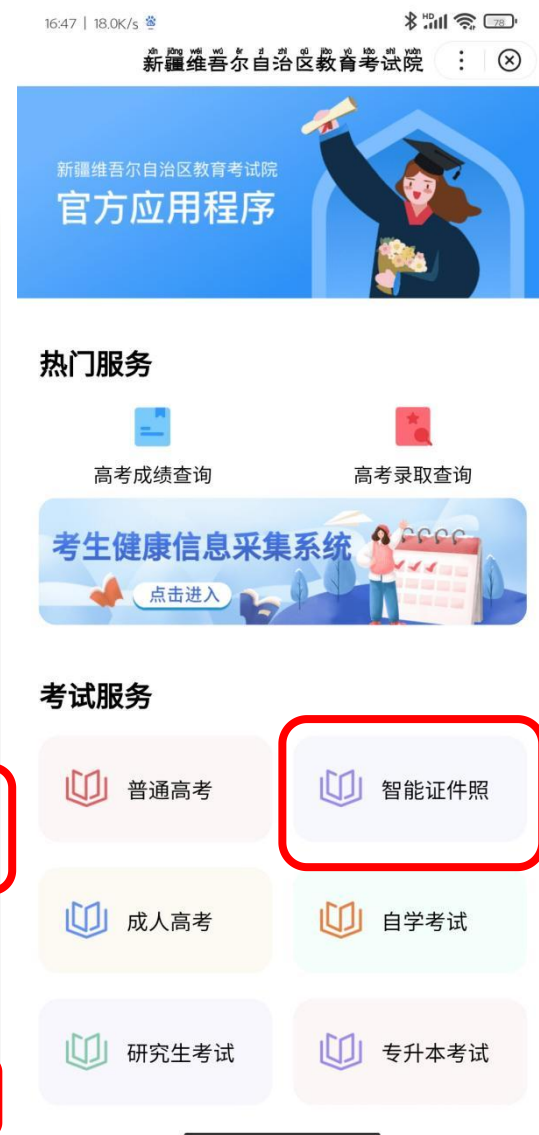 16:47 | 18.0K/s
78
xīn jiāng wéi wú ěr zì zhì qū jiào yù kǎo shì yuàn
新疆维吾尔自治区教育考试院
新疆维吾尔自治区教育考试院
官方应用程序
热门服务
高考成绩查询
高考录取查询
考生健康信息采集系统
点击进入
考试服务
普通高考
智能证件照
成人高考
自学考试
研究生考试
专升本考试